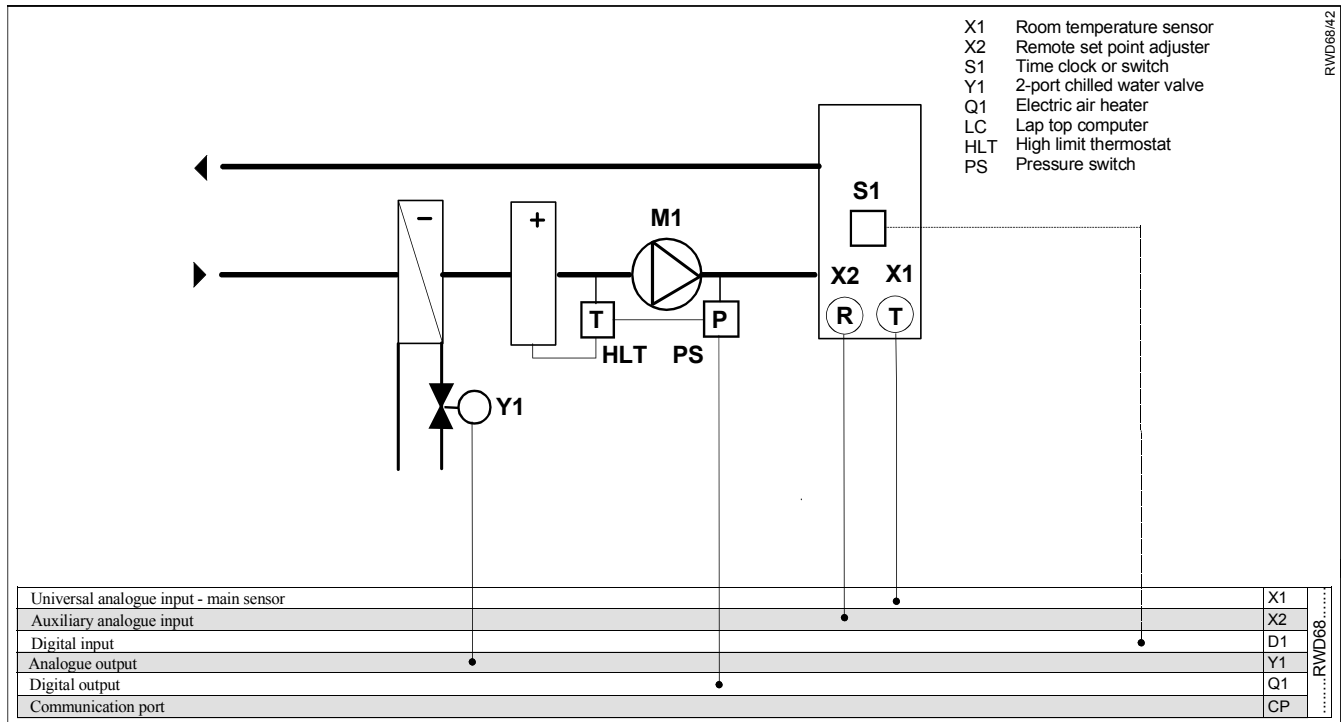 X1 Room temperature sensor
X2 Remote set point adjuster
S1 Time clock or switch
Y1 2-port chilled water valve
Q1 Electric air heater
LC Lap top computer
HLT High limit thermostat
PS Pressure switch
RWD68/42
S1
− + M1
X2 X1
T P R T
HLT PS
Y1
Universal analogue input - main sensor X1
Auxiliary analogue input X2
Digital input D1
Analogue output Y1
Digital output Q1
Communication port CP
........RWD68........